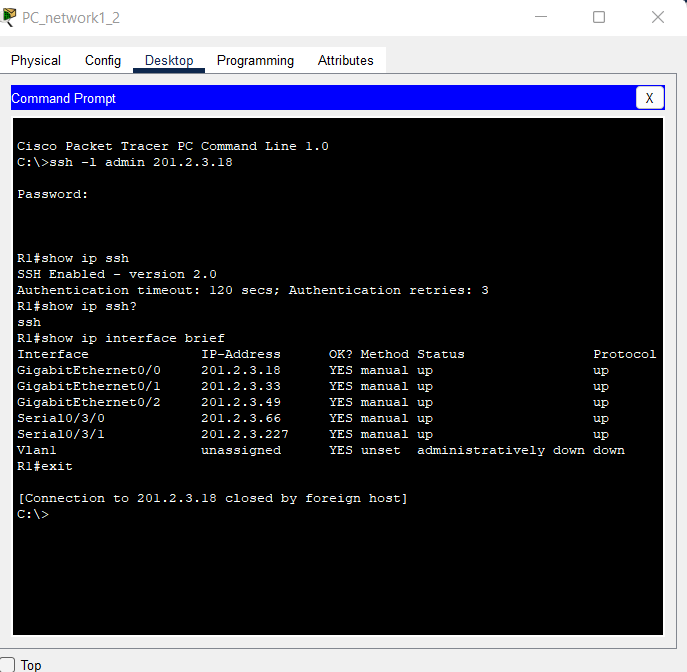 PC_network1_2
Physical Config Desktop Programming Attributes
Command Prompt X
Cisco Packet Tracer PC Command Line 1.0
C:\>ssh -l admin 201.2.3.18
Password:
R1#show ip ssh
SSH Enabled - version 2.0
Authentication timeout: 120 secs; Authentication retries: 3
R1#show ip ssh?
ssh
R1#show ip interface brief
Interface IP-Address OK? Method Status Protocol
GigabitEthernet0/0 201.2.3.18 YES manual up up
GigabitEthernet0/1 201.2.3.33 YES manual up up
GigabitEthernet0/2 201.2.3.49 YES manual up up
Serial0/3/0 201.2.3.66 YES manual up up
Serial0/3/1 201.2.3.227 YES manual up up
Vlan1 unassigned YES unset administratively down down
R1#exit
[Connection to 201.2.3.18 closed by foreign host]
C:\>
Top